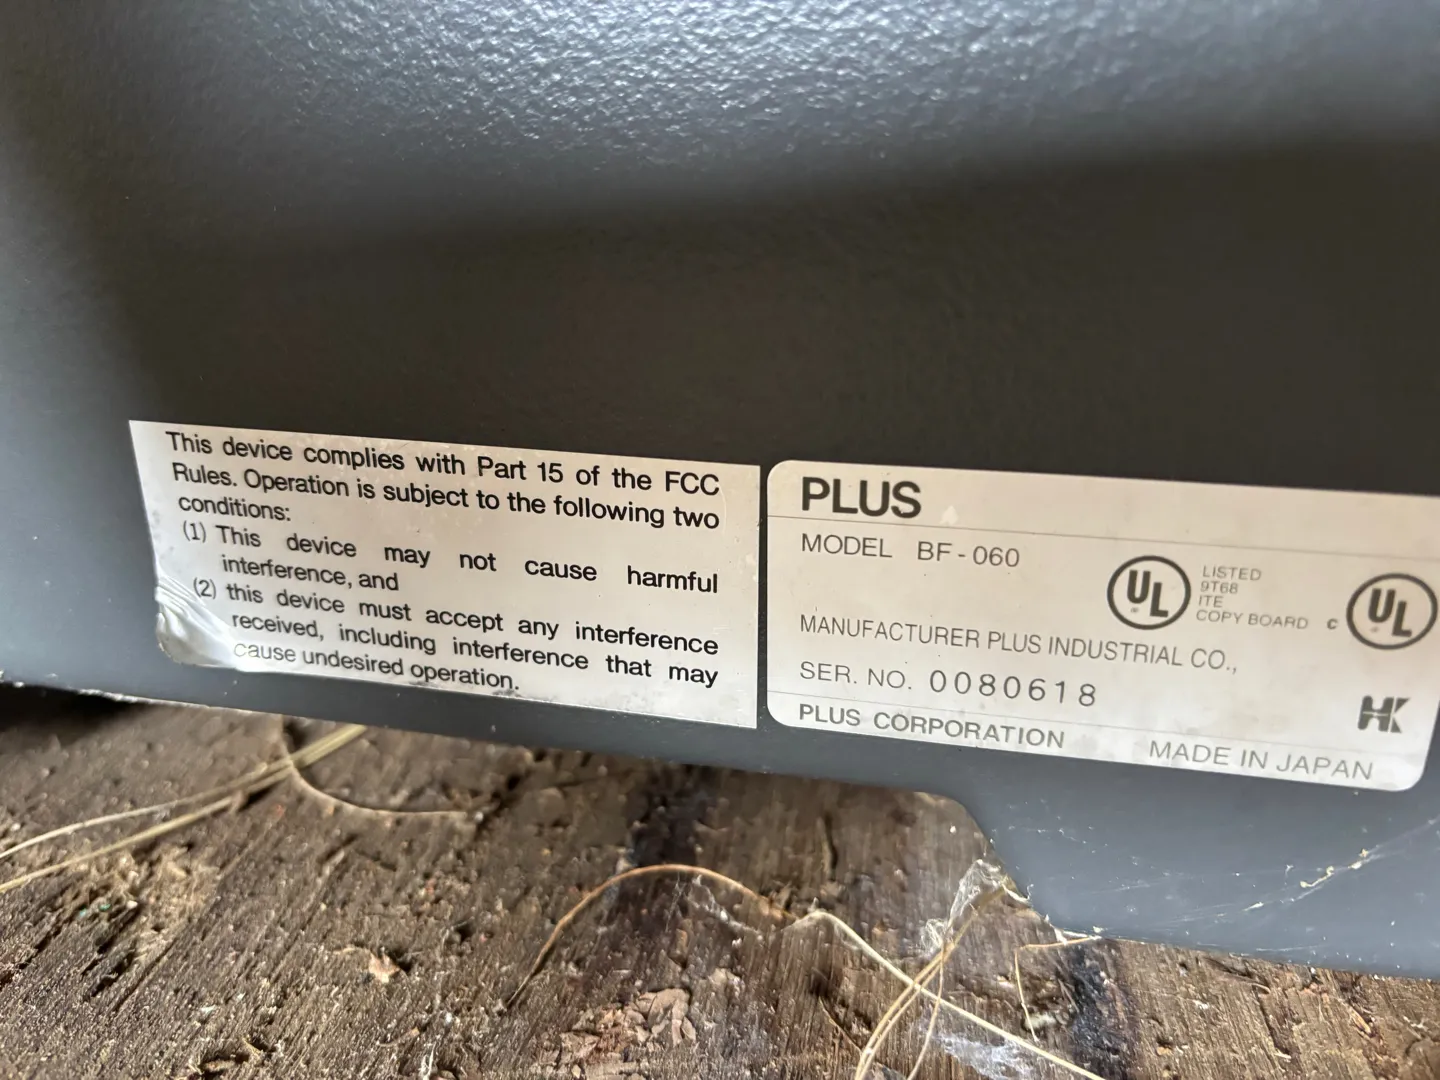 This device complies with Part 15 of the FCC
Rules. Operation is subject to the following two
conditions:
(1) This device may not cause harmful
interference, and
(2) this device must accept any interference
received, including interference that may
cause undesired operation.
PLUS
MODEL BF-060
UL
LISTED
9T68
ITE
COPY BOARD
c UL
MANUFACTURER PLUS INDUSTRIAL CO.,
SER. NO. 0080618
HK
PLUS CORPORATION
MADE IN JAPAN